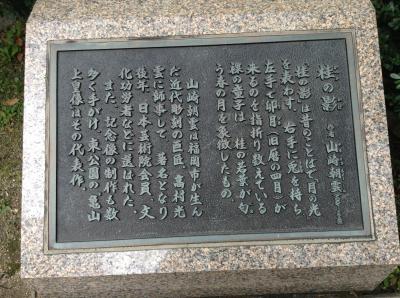 桂の影 作者 山崎朝雲
桂の影は昔のことばで月の光
を表わす。右手に兎を持ち
左手で卯月(旧暦の四月)が
来るのを指折り数えている
裸の童子は、桂の若葉が匂
う春の月を象徴したもの。
山崎朝雲は福岡市が生ん
だ近代彫刻の巨匠。高村光
雲に師事して著名となり
後年、日本芸術院会員、文
化功労者などに選ばれた。
また、記念像の制作も数
多く手がけ、東公園の亀山
上皇像はその代表作。